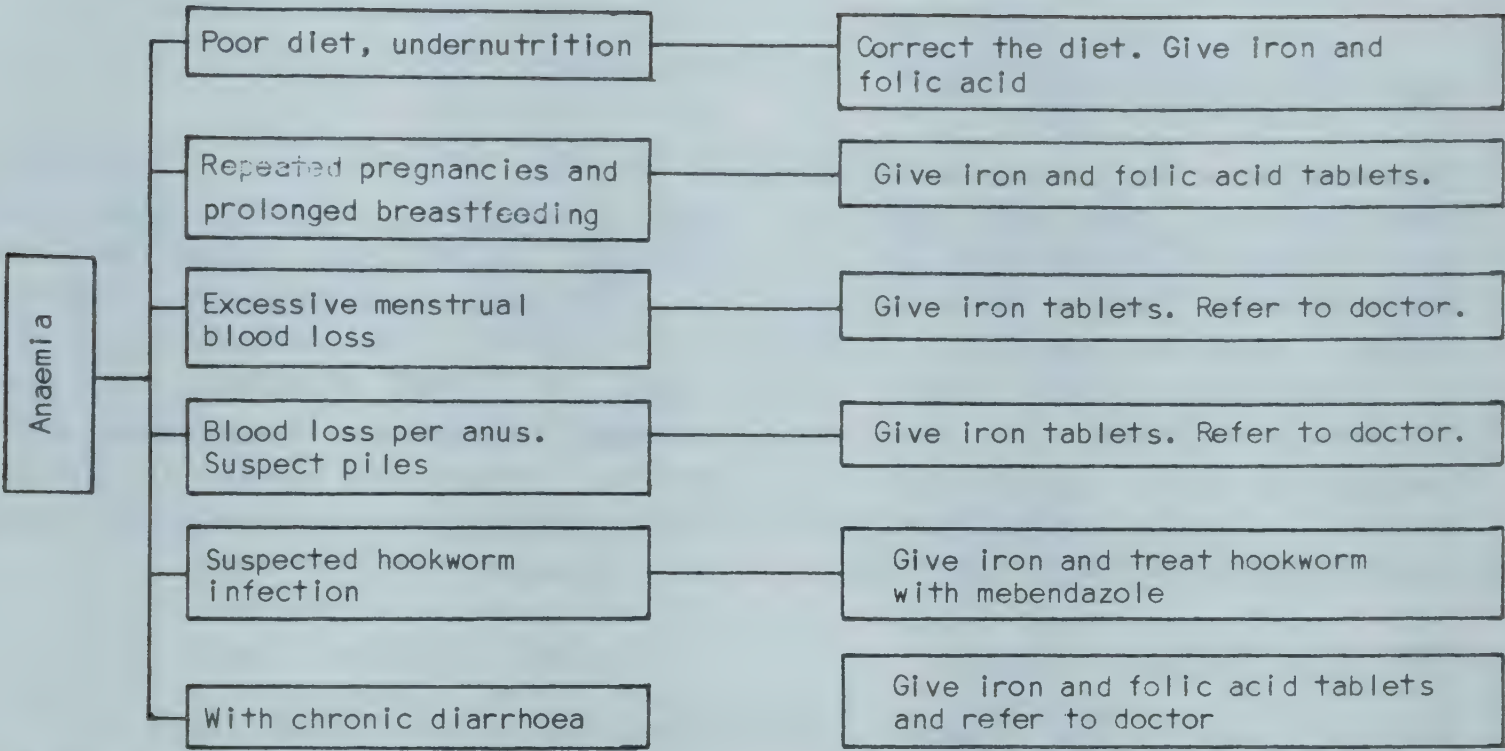 Poor diet, undernutrition
Correct the diet. Give iron and
folic acid
Repeated pregnancies and
prolonged breastfeeding
Give iron and folic acid tablets.
Anaemia
Excessive menstrual
blood loss
Give iron tablets. Refer to doctor.
Blood loss per anus.
Suspect piles
Give iron tablets. Refer to doctor.
Suspected hookworm
infection
Give iron and treat hookworm
with mebendazole
With chronic diarrhoea
Give iron and folic acid tablets
and refer to doctor